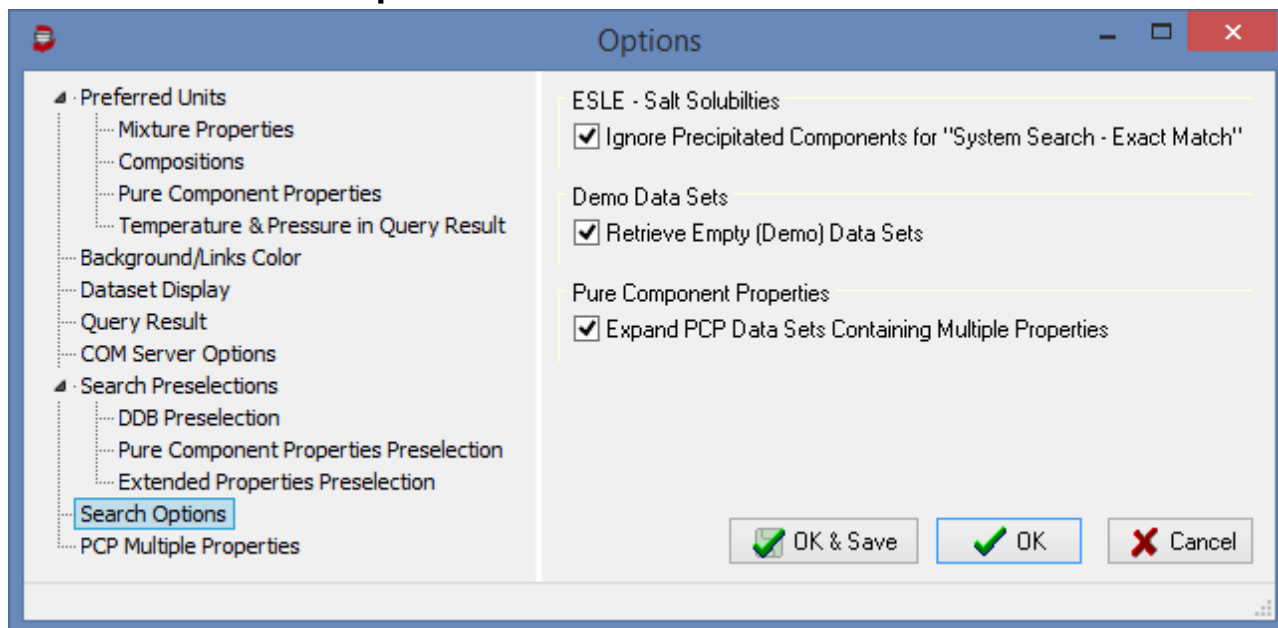 Options
Preferred Units
Mixture Properties
Compositions
Pure Component Properties
Temperature & Pressure in Query Result
Background/Links Color
Dataset Display
Query Result
COM Server Options
Search Preselections
DDB Preselection
Pure Component Properties Preselection
Extended Properties Preselection
Search Options
PCP Multiple Properties
ESLE - Salt Solubilties
Ignore Precipitated Components for "System Search - Exact Match"
Demo Data Sets
Retrieve Empty (Demo) Data Sets
Pure Component Properties
Expand PCP Data Sets Containing Multiple Properties
OK & Save
OK
Cancel